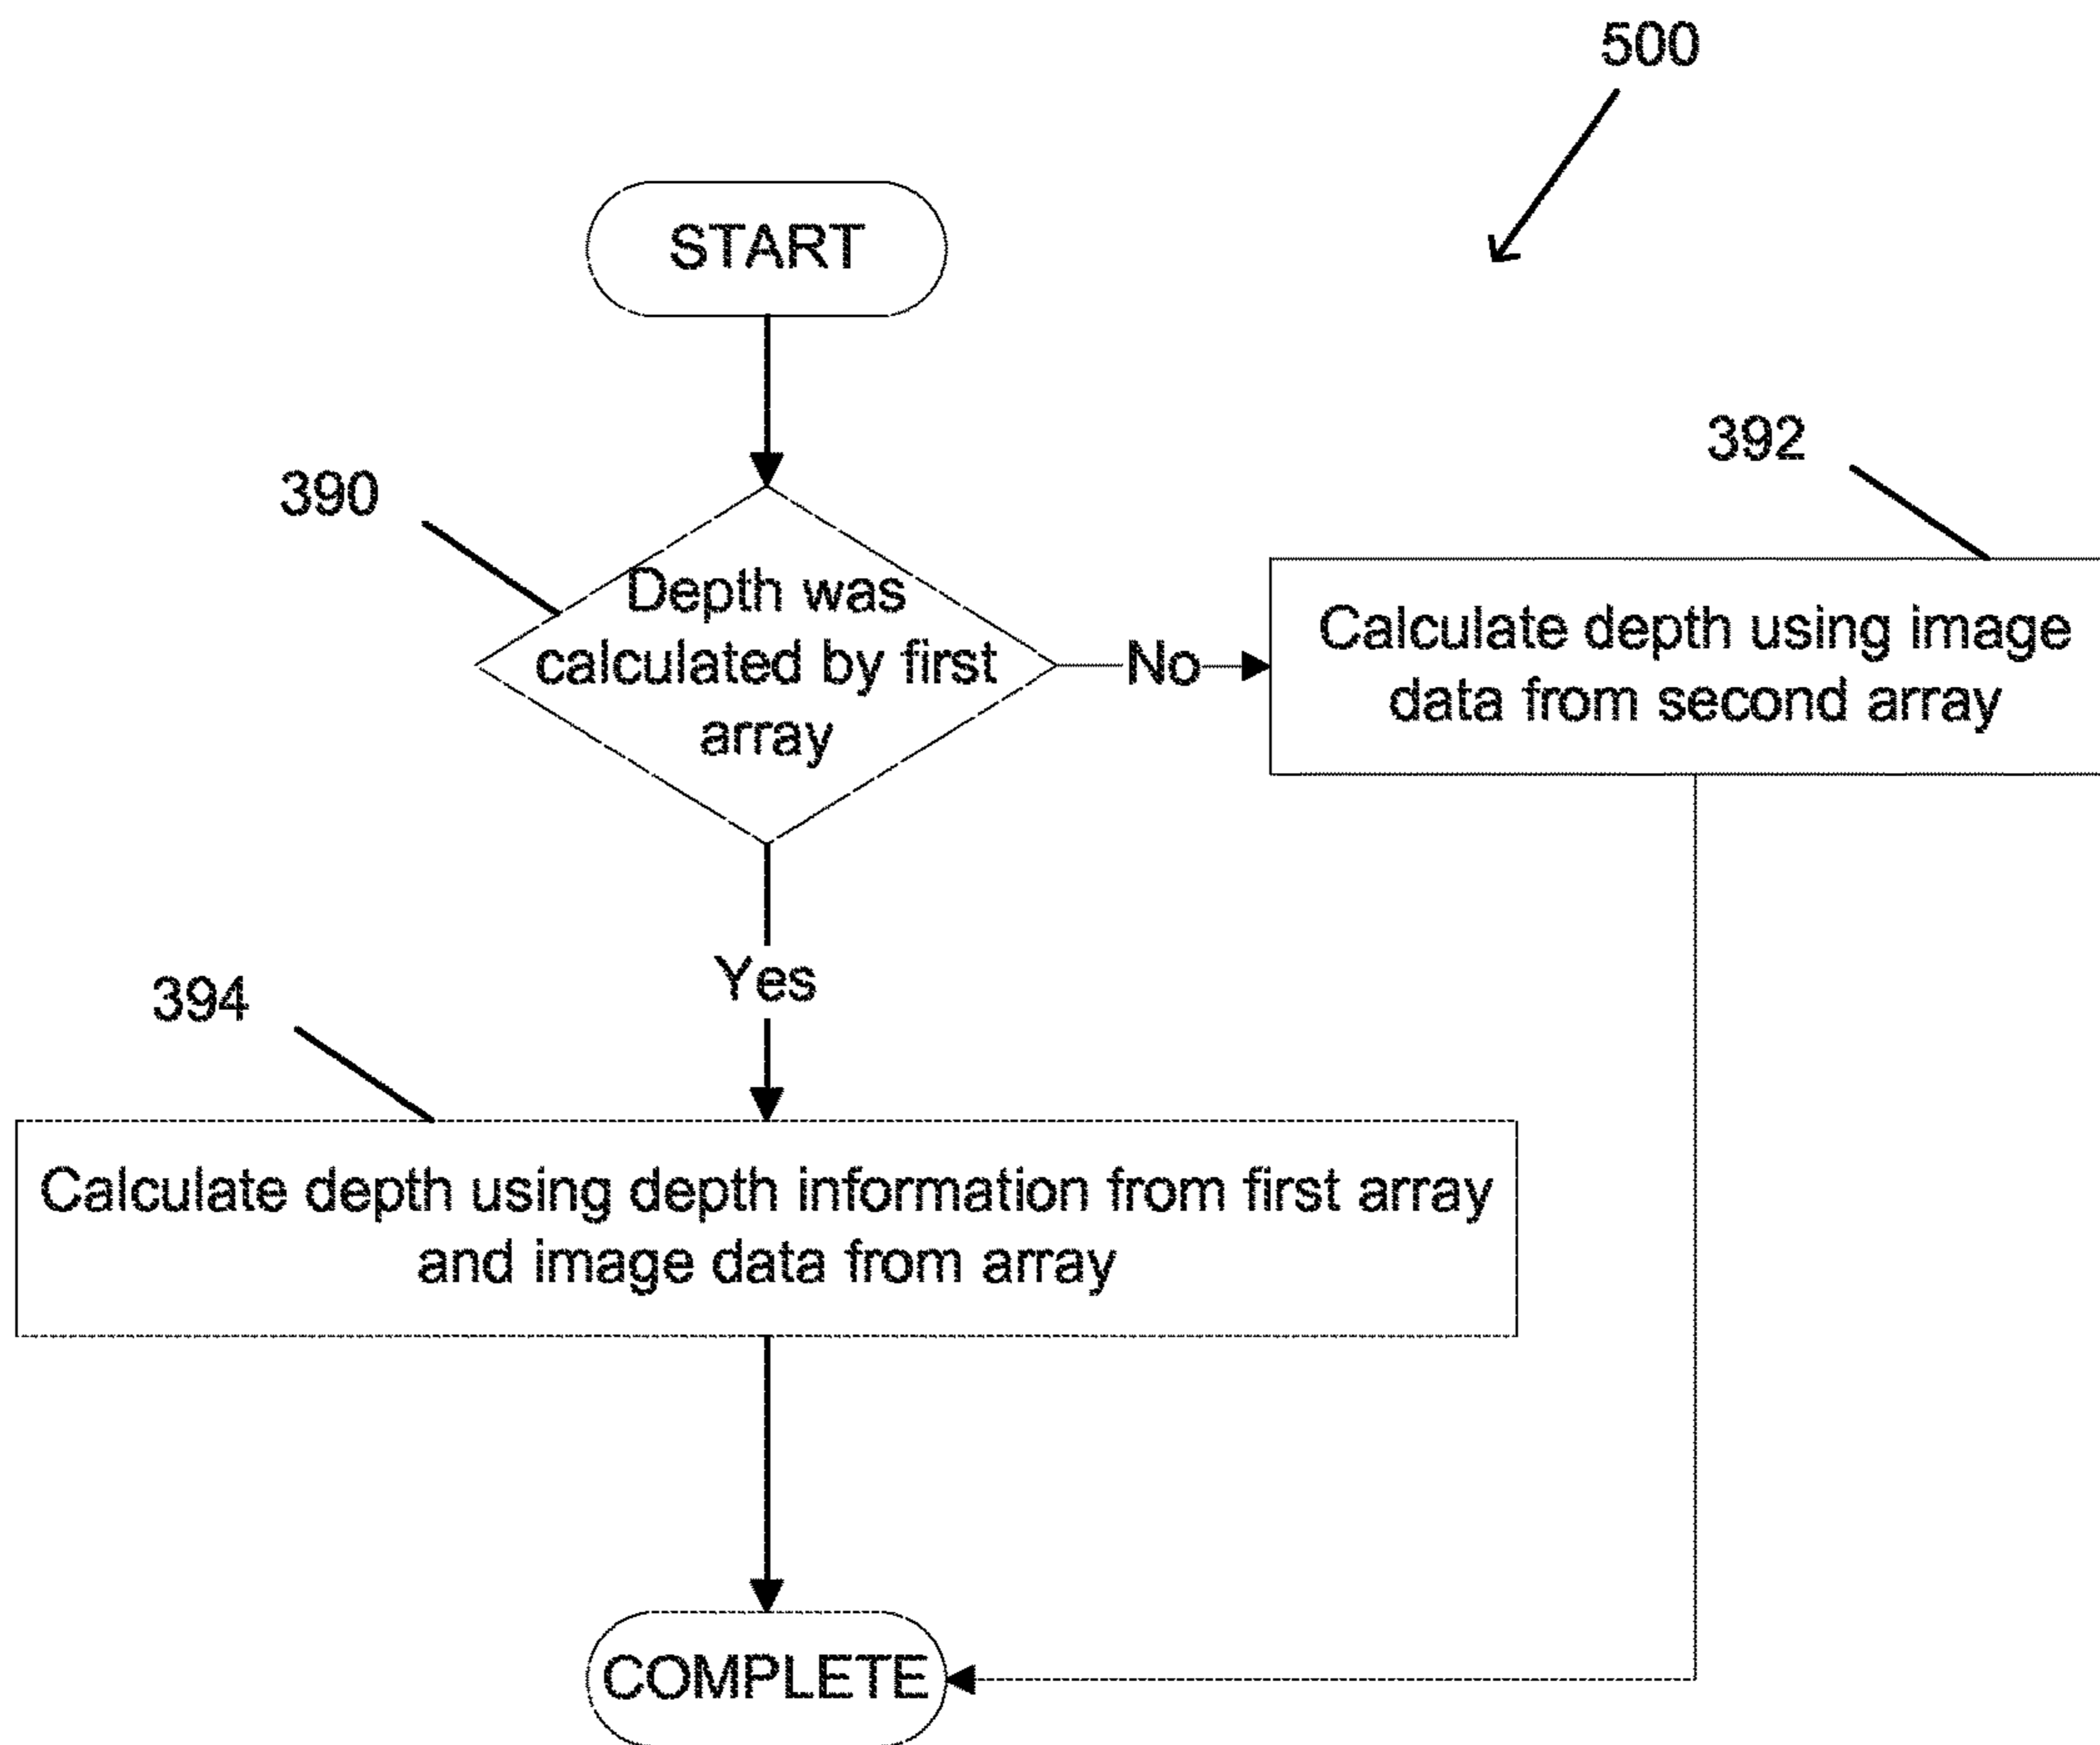 500
START
392
390
Depth was
calculated by first
array
No
Calculate depth using image
data from second array
Yes
394
Calculate depth using depth information from first array
and image data from array
COMPLETE